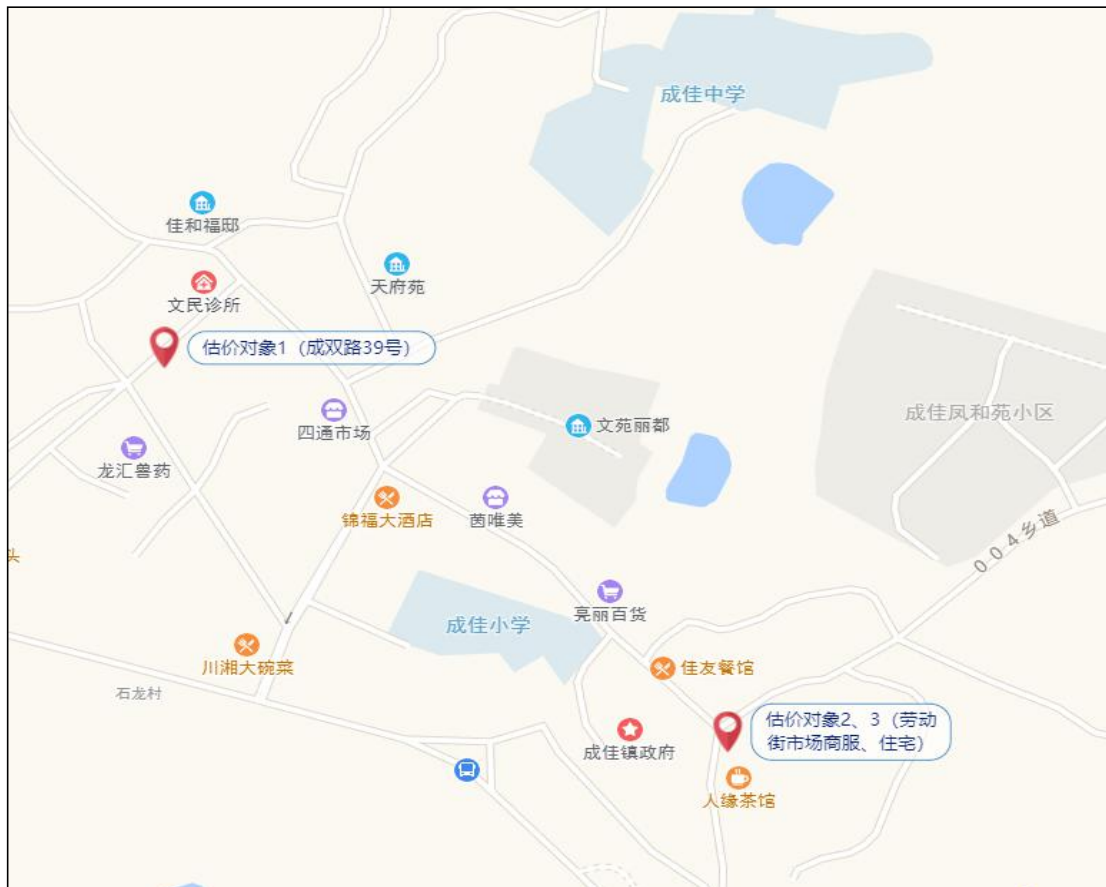 成佳中学
佳和福邸
天府苑
文民诊所
估价对象1（成双路39号）
四通市场
文苑丽都
成佳凤和苑小区
龙汇兽药
锦福大酒店
茵唯美
004乡道
头
亮丽百货
成佳小学
川湘大碗菜
佳友餐馆
石龙村
估价对象2、3（劳动
街市场商服、住宅）
成佳镇政府
人缘茶馆